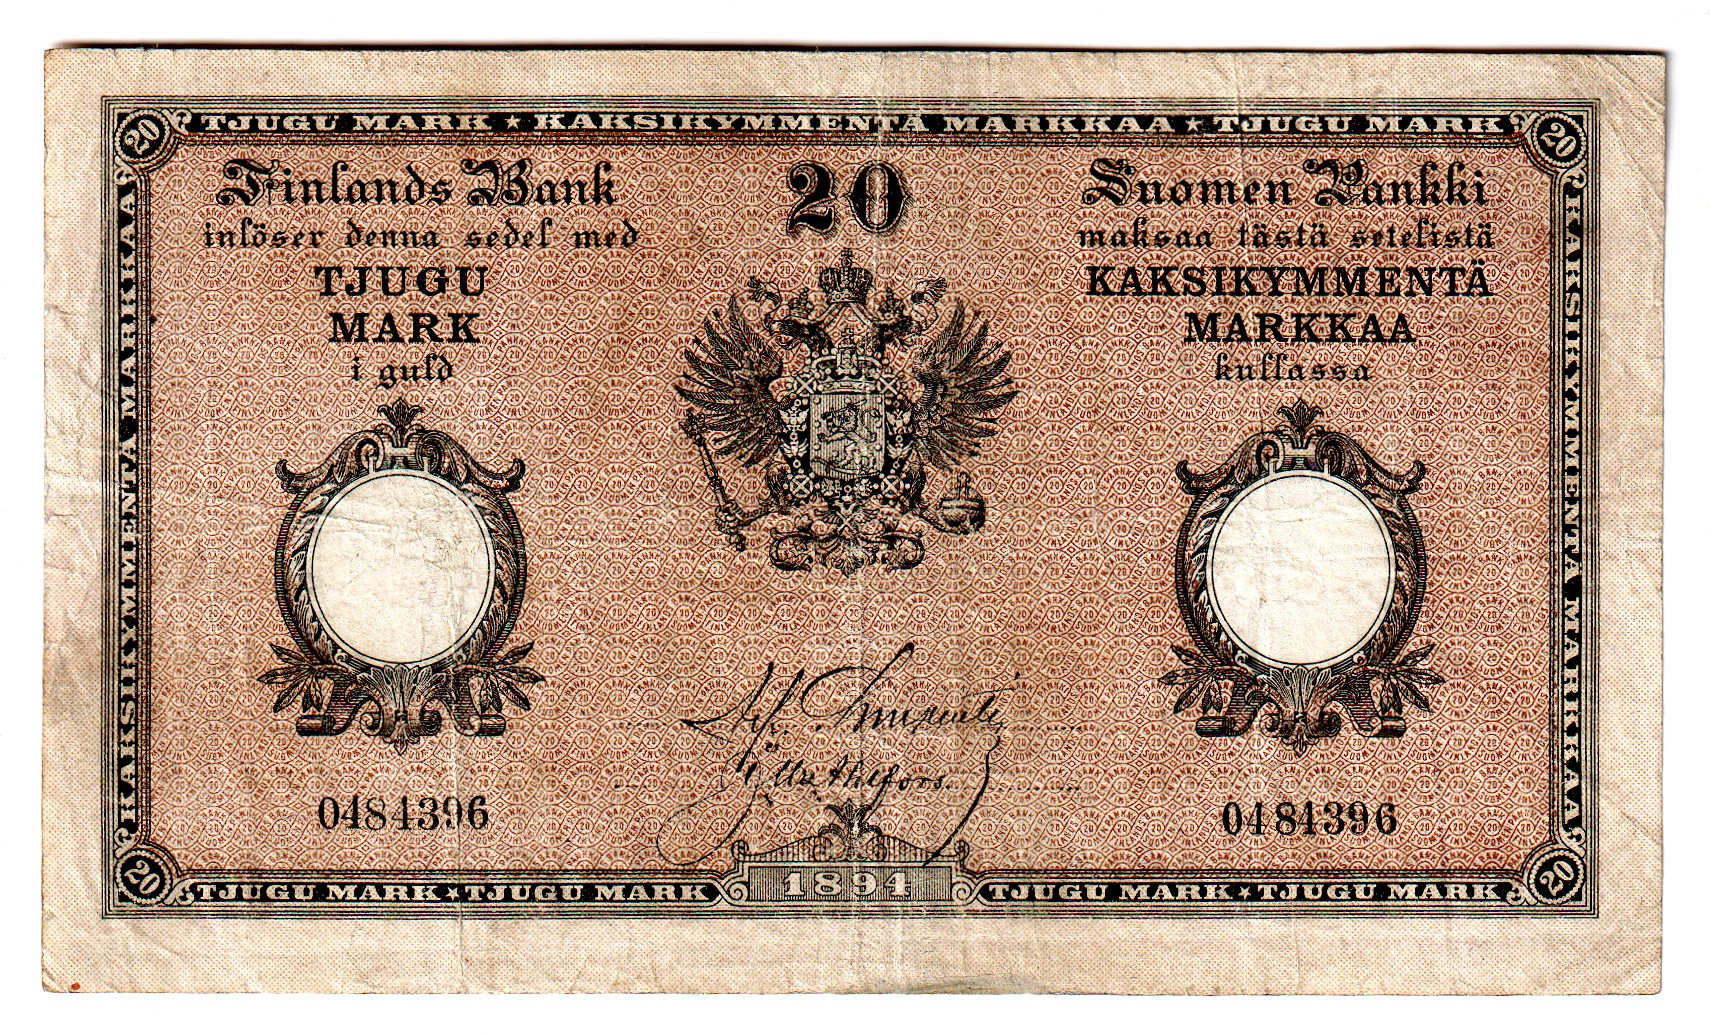 TJUGU MARK ★ KAKSIKYMMENTÄ MARKKAA ★ TJUGU MARK
20
20
KAKSIKYMMENTÄ MARKKAA
KAKSIKYMMENTÄ MARKKAA
Finlands Bank
inlöser denna sedel med
TJUGU
MARK
i guld
20
Suomen Pankki
maksaa tästä setelistä
KAKSIKYMMENTÄ
MARKKAA
kullassa
0484396
0484396
20
20
TJUGU MARK ★ TJUGU MARK
1894
TJUGU MARK ★ TJUGU MARK